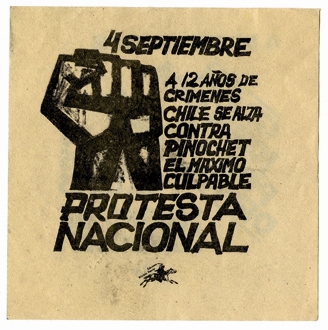 4 SEPTIEMBRE
A 12 AÑOS DE
CRIMENES
CHILE SE ALZA
CONTRA
PINOCHET
EL MAXIMO
CULPABLE
PROTESTA
NACIONAL